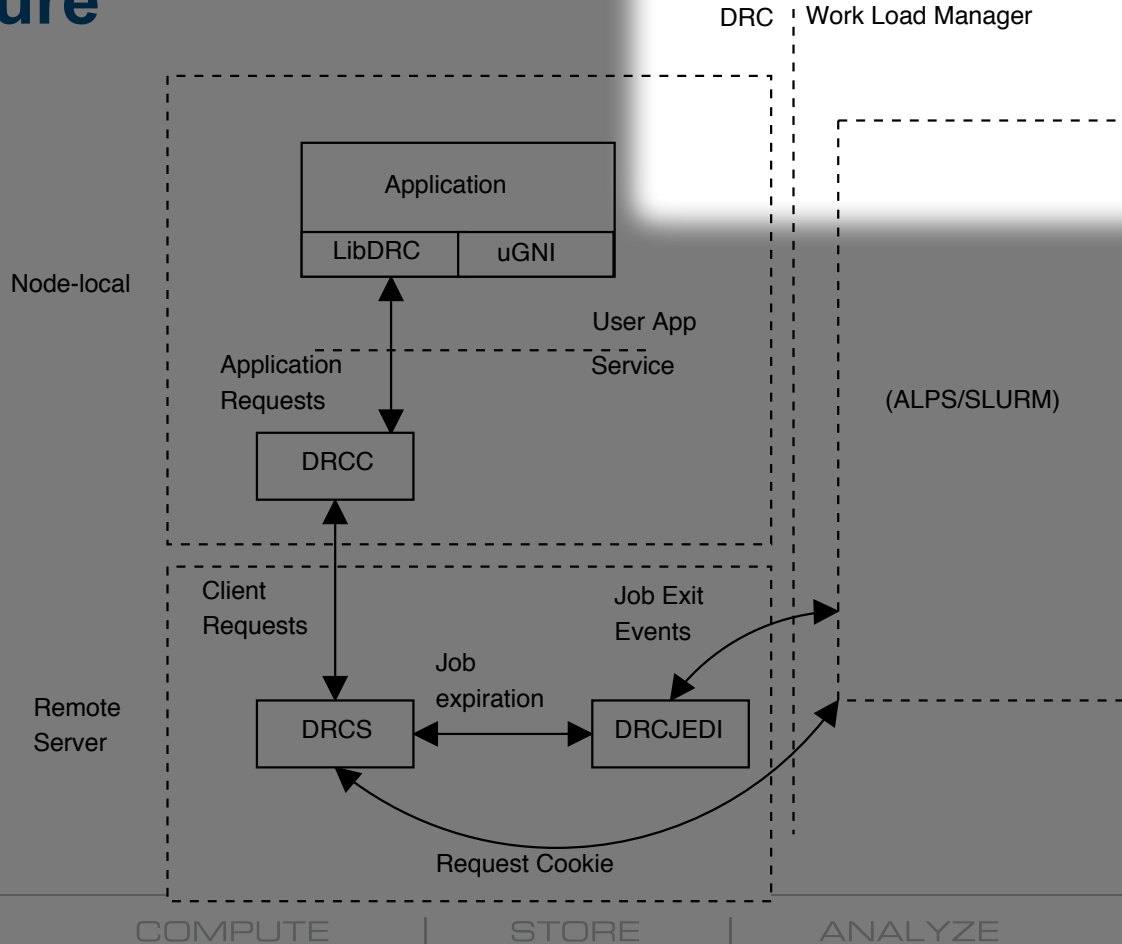 ure
DRC
Work Load Manager
Application
LibDRC
uGNI
Node-local
User App
Service
Application
Requests
(ALPS/SLURM)
DRCC
Client
Requests
Job Exit
Events
Job
expiration
Remote
Server
DRCS
DRCJEDI
Request Cookie
COMPUTE | STORE | ANALYZE